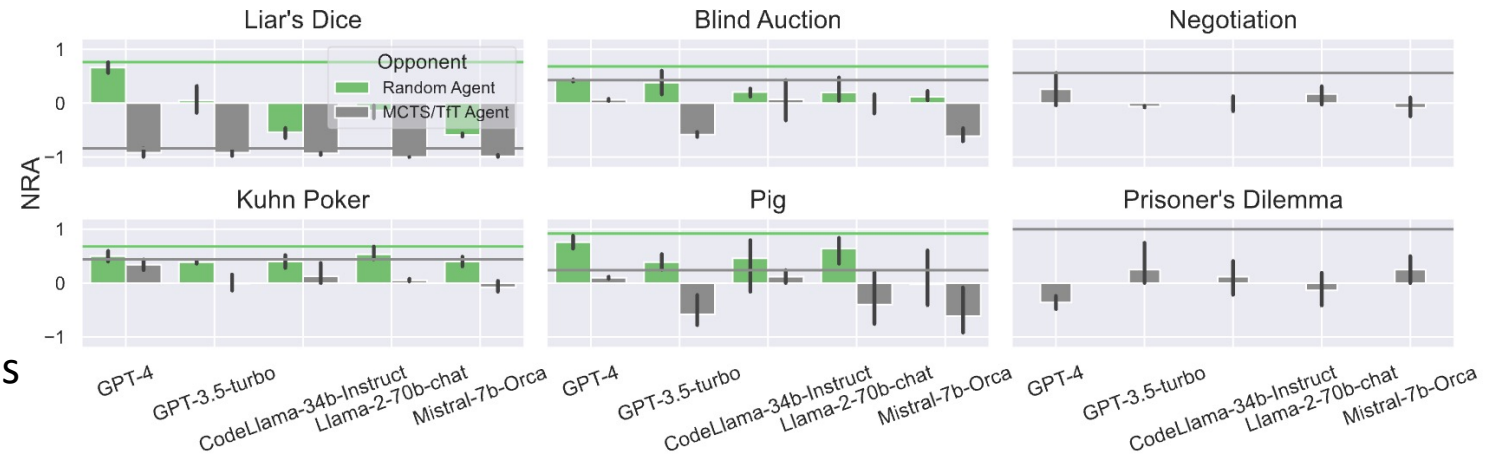 Liar's Dice
Blind Auction
Negotiation
1
0
−1
Opponent
Random Agent
MCTS/TfT Agent
NRA
Kuhn Poker
Pig
Prisoner's Dilemma
1
0
−1
s
GPT-4
GPT-3.5-turbo
CodeLlama-34b-Instruct
Llama-2-70b-chat
Mistral-7b-Orca
GPT-4
GPT-3.5-turbo
CodeLlama-34b-Instruct
Llama-2-70b-chat
Mistral-7b-Orca
GPT-4
GPT-3.5-turbo
CodeLlama-34b-Instruct
Llama-2-70b-chat
Mistral-7b-Orca